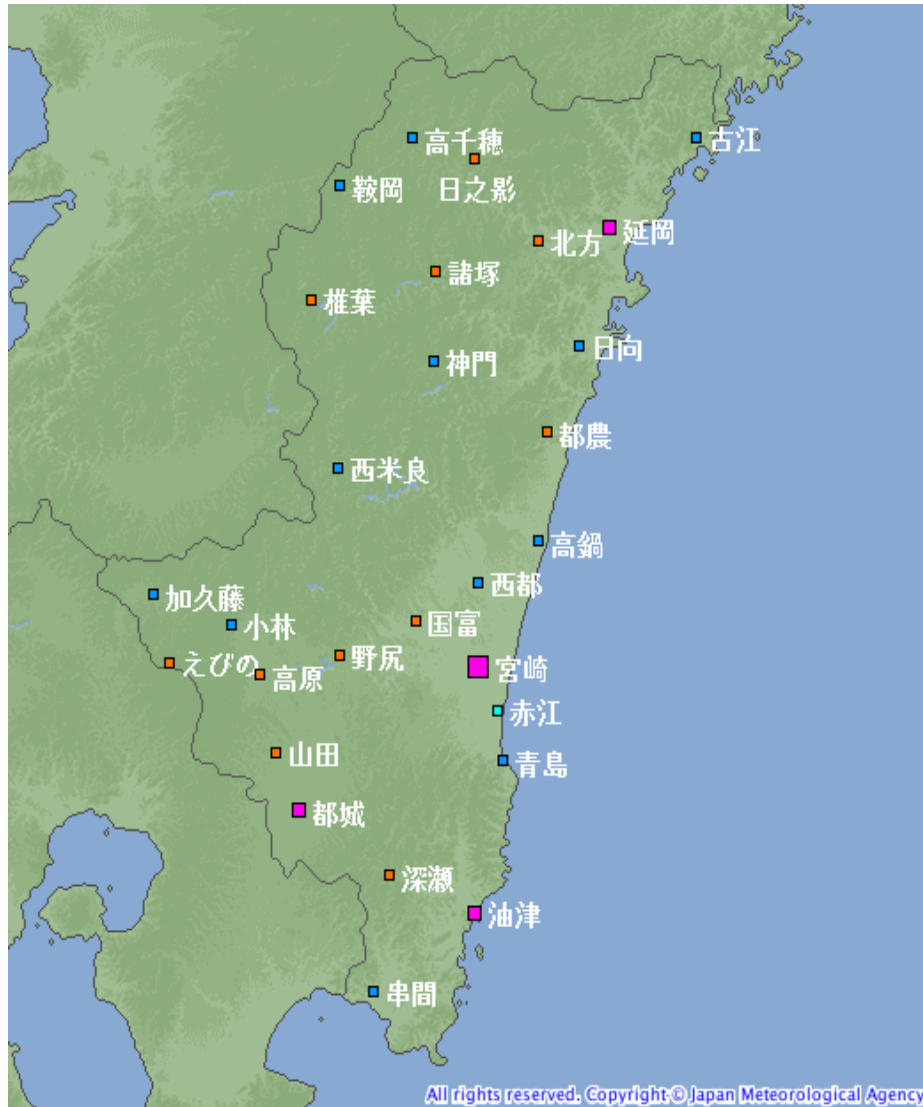 高千穂
古江
日之影
鞍岡
延岡
北方
諸塚
椎葉
日向
神門
都農
西米良
高鍋
西都
加久藤
国富
小林
野尻
えびの
宮崎
高原
赤江
山田
青島
都城
深瀬
油津
串間
All rights reserved. Copyright © Japan Meteorological Agency